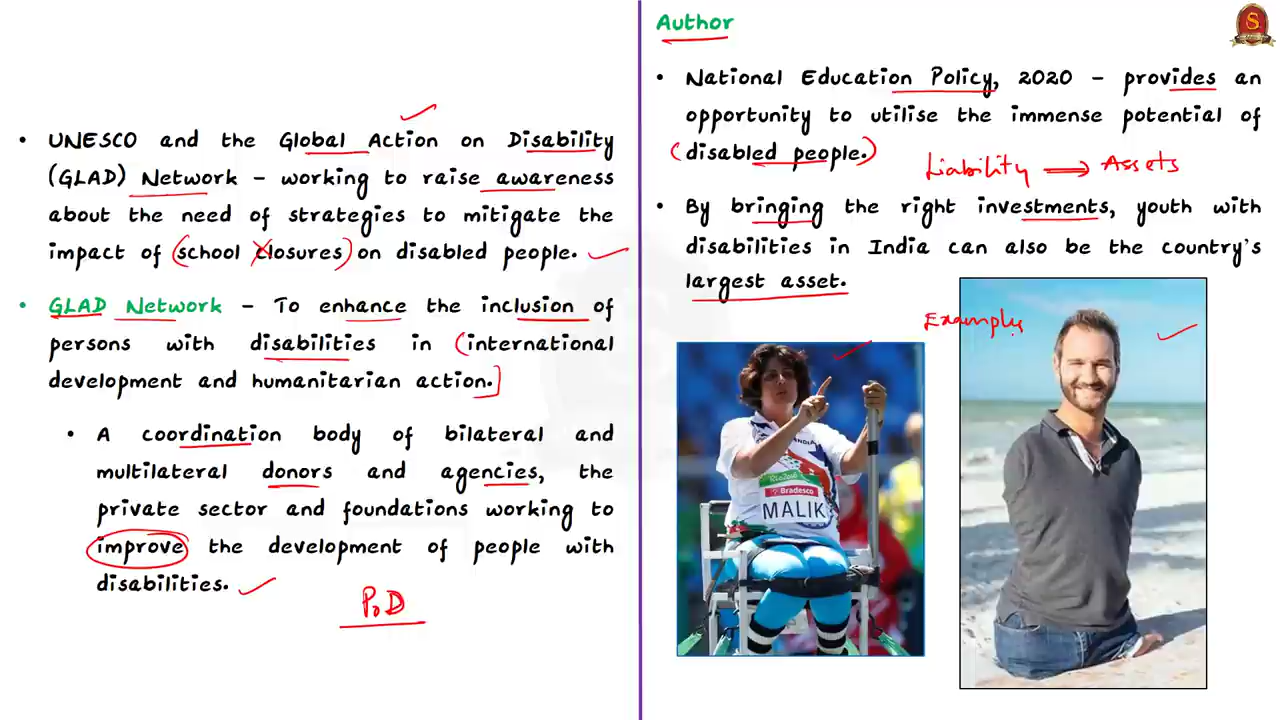 • UNESCO and the Global Action on Disability
(GLAD) Network – working to raise awareness
about the need of strategies to mitigate the
impact of (school closures) on disabled people.
• GLAD Network – To enhance the inclusion of
persons with disabilities in (international
development and humanitarian action.]
• A coordination body of bilateral and
multilateral donors and agencies, the
private sector and foundations working to
improve the development of people with
disabilities.
PoD
Author
• National Education Policy, 2020 – provides an
opportunity to utilise the immense potential of
(disabled people.)
Liability ⟹ Assets
• By bringing the right investments, youth with
disabilities in India can also be the country's
largest asset.
Examples
Bradesco
MALIK
S